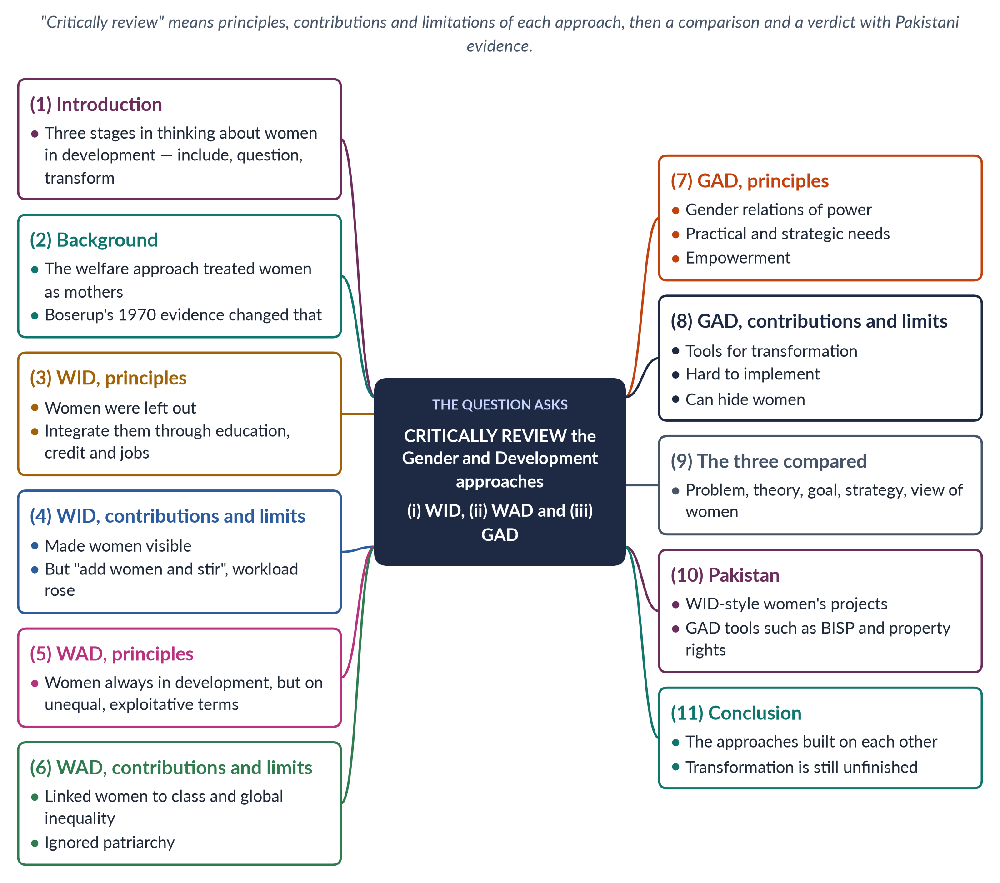 "Critically review" means principles, contributions and limitations of each approach, then a comparison and a verdict with Pakistani
evidence.
(1) Introduction
• Three stages in thinking about women
in development — include, question,
transform
(2) Background
• The welfare approach treated women
as mothers
• Boserup's 1970 evidence changed that
(3) WID, principles
• Women were left out
• Integrate them through education,
credit and jobs
(4) WID, contributions and limits
• Made women visible
• But "add women and stir", workload
rose
(5) WAD, principles
• Women always in development, but on
unequal, exploitative terms
(6) WAD, contributions and limits
• Linked women to class and global
inequality
• Ignored patriarchy
THE QUESTION ASKS
CRITICALLY REVIEW the
Gender and Development
approaches
(i) WID, (ii) WAD and (iii)
GAD
(7) GAD, principles
• Gender relations of power
• Practical and strategic needs
• Empowerment
(8) GAD, contributions and limits
• Tools for transformation
• Hard to implement
• Can hide women
(9) The three compared
• Problem, theory, goal, strategy, view of
women
(10) Pakistan
• WID-style women's projects
• GAD tools such as BISP and property
rights
(11) Conclusion
• The approaches built on each other
• Transformation is still unfinished